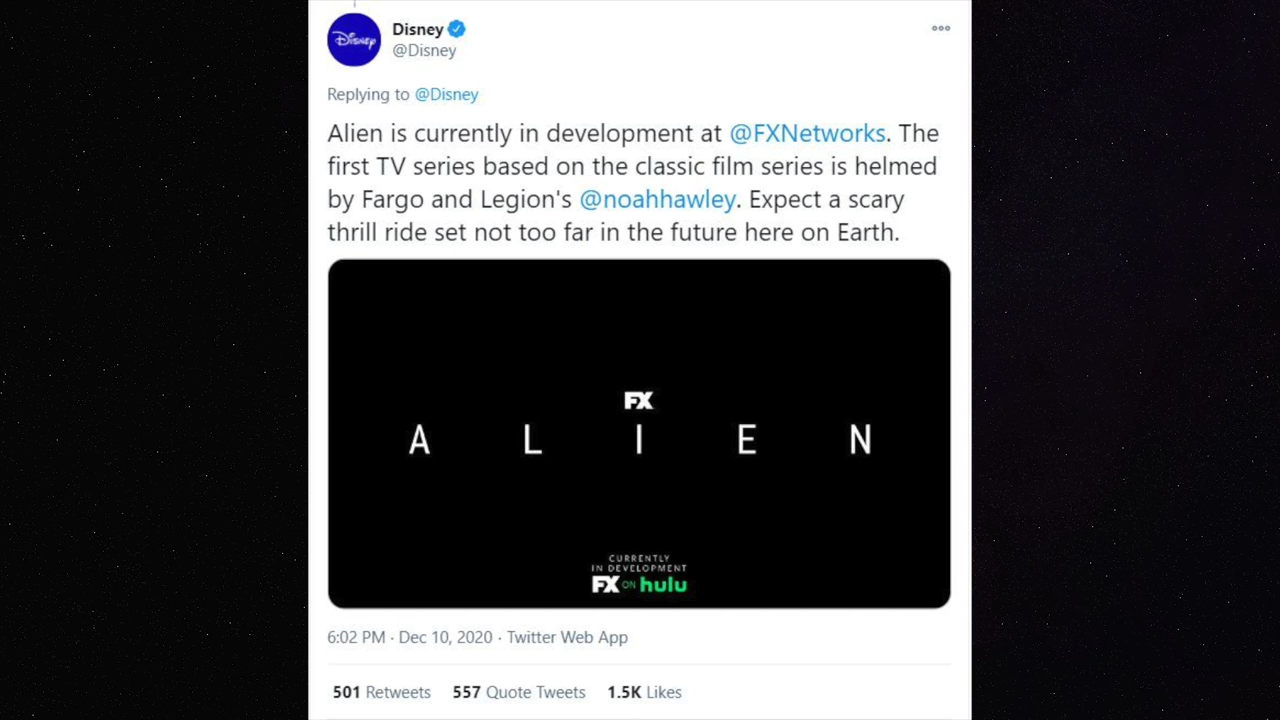 Disney
Disney
@Disney
Replying to @Disney
Alien is currently in development at @FXNetworks. The
first TV series based on the classic film series is helmed
by Fargo and Legion's @noahhawley. Expect a scary
thrill ride set not too far in the future here on Earth.
FX
A L I E N
CURRENTLY
IN DEVELOPMENT
FX ON hulu
6:02 PM · Dec 10, 2020 · Twitter Web App
501 Retweets 557 Quote Tweets 1.5K Likes